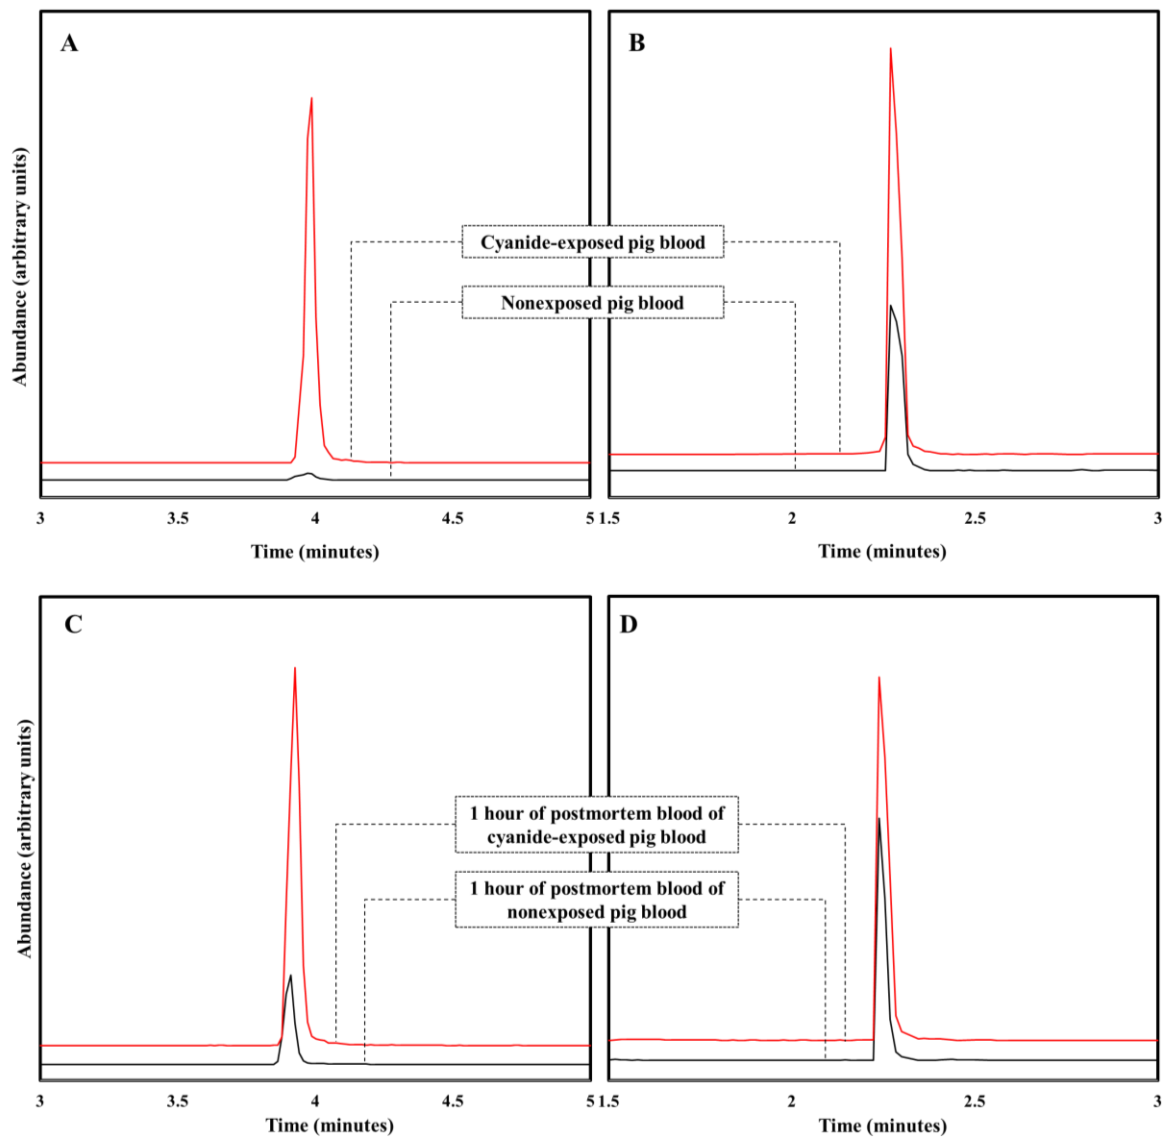 A
B
Abundance (arbitrary units)
Cyanide-exposed pig blood
Nonexposed pig blood
3
3.5
4
4.5
5
1.5
2
2.5
3
Time (minutes)
Time (minutes)
C
D
Abundance (arbitrary units)
1 hour of postmortem blood of
cyanide-exposed pig blood
1 hour of postmortem blood of
nonexposed pig blood
3
3.5
4
4.5
5
1.5
2
2.5
3
Time (minutes)
Time (minutes)